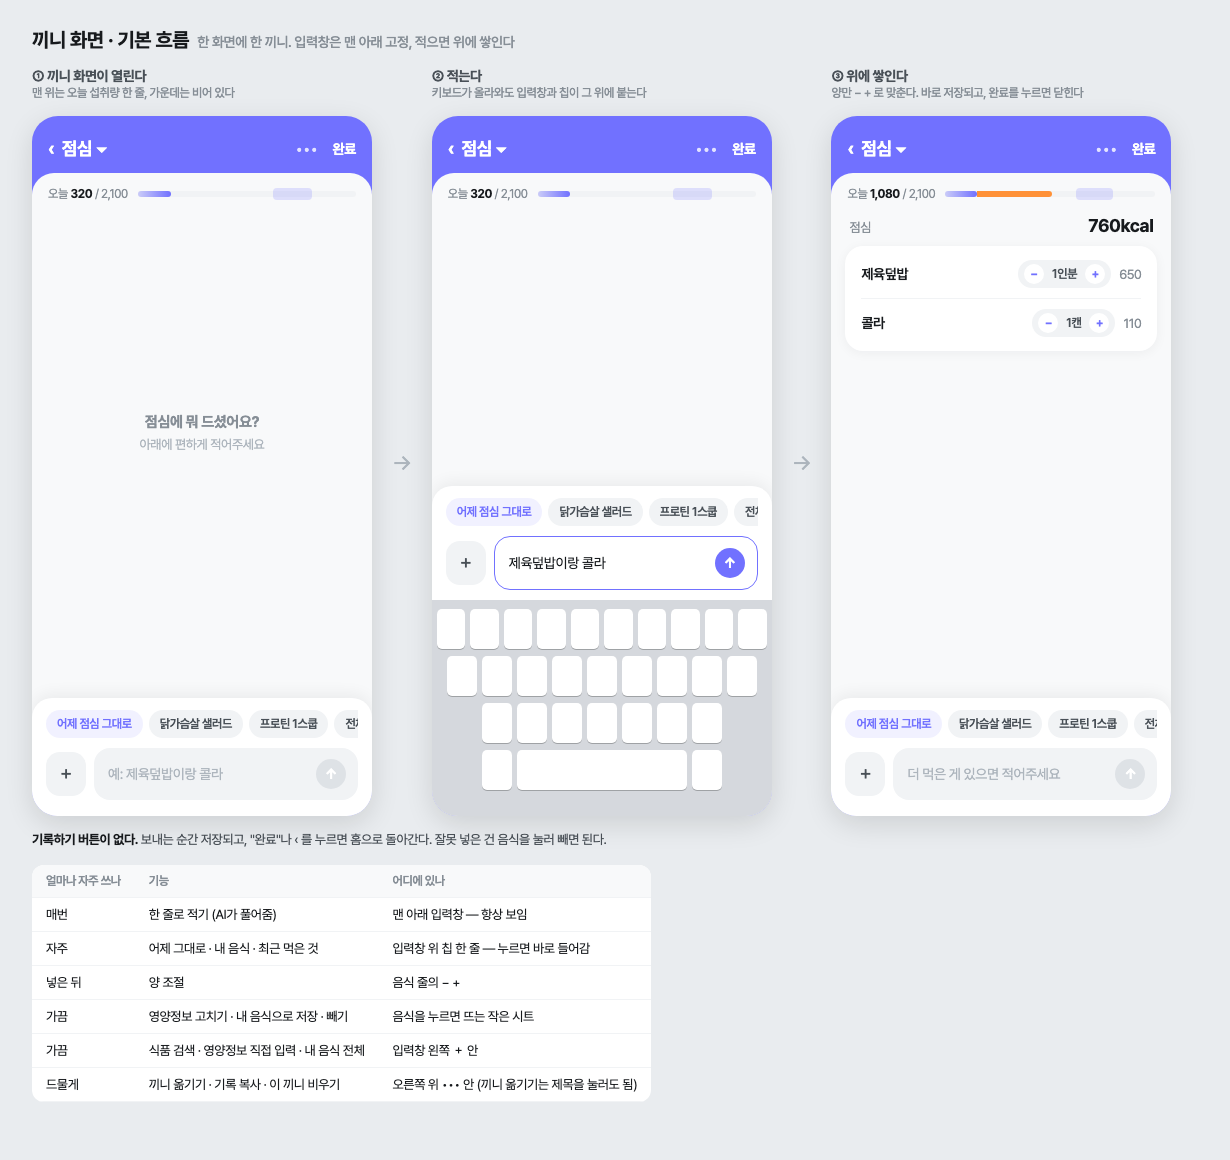 끼니 화면 · 기본 흐름 한 화면에 한 끼니. 입력창은 맨 아래 고정, 적으면 위에 쌓인다
① 끼니 화면이 열린다
맨 위는 오늘 섭취량 한 줄, 가운데는 비어 있다
‹ 점심 ••• 완료
오늘 320 / 2,100
점심에 뭐 드셨어요?
아래에 편하게 적어주세요
어제 점심 그대로 닭가슴살 샐러드 프로틴 1스쿱
+ 예: 제육덮밥이랑 콜라 ↑
→
② 적는다
키보드가 올라와도 입력창과 칩이 그 위에 붙는다
‹ 점심 ••• 완료
오늘 320 / 2,100
어제 점심 그대로 닭가슴살 샐러드 프로틴 1스쿱
+ 제육덮밥이랑 콜라 ↑
→
③ 위에 쌓인다
양만 − + 로 맞춘다. 바로 저장되고, 완료를 누르면 닫힌다
‹ 점심 ••• 완료
오늘 1,080 / 2,100
점심 760kcal
제육덮밥 − 1인분 + 650
콜라 − 1캔 + 110
어제 점심 그대로 닭가슴살 샐러드 프로틴 1스쿱
+ 더 먹은 게 있으면 적어주세요 ↑
기록하기 버튼이 없다. 보내는 순간 저장되고, "완료"나 ‹ 를 누르면 홈으로 돌아간다. 잘못 넣은 건 음식을 눌러 빼면 된다.
얼마나 자주 쓰나 기능 어디에 있나
매번 한 줄로 적기 (AI가 풀어줌) 맨 아래 입력창 — 항상 보임
자주 어제 그대로 · 내 음식 · 최근 먹은 것 입력창 위 칩 한 줄 — 누르면 바로 들어감
넣은 뒤 양 조절 음식 줄의 − +
가끔 영양정보 고치기 · 내 음식으로 저장 · 빼기 음식을 누르면 뜨는 작은 시트
가끔 식품 검색 · 영양정보 직접 입력 · 내 음식 전체 입력창 왼쪽 + 안
드물게 끼니 옮기기 · 기록 복사 · 이 끼니 비우기 오른쪽 위 ••• 안 (끼니 옮기기는 제목을 눌러도 됨)